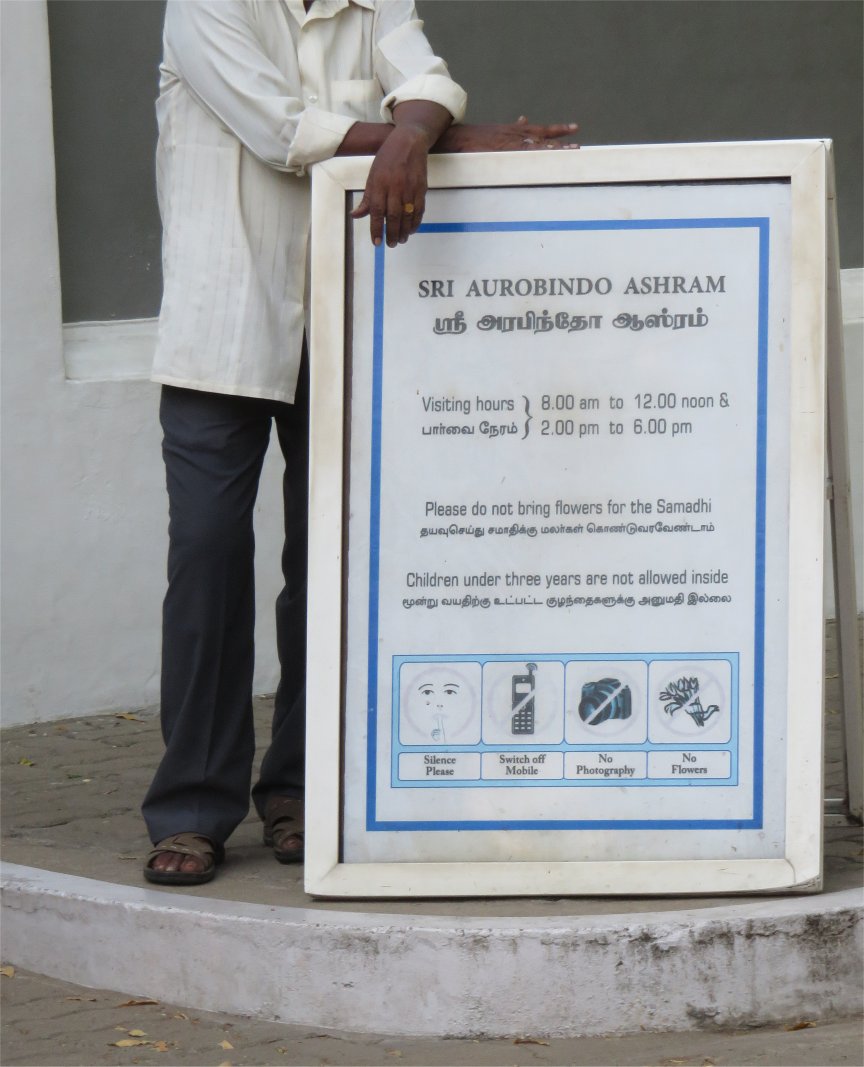 SRI AUROBINDO ASHRAM
ஸ்ரீ அரபிந்தோ ஆஸ்ரம்
Visiting hours } 8.00 am to 12.00 noon &
பார்வை நேரம் 2.00 pm to 6.00 pm
Please do not bring flowers for the Samadhi
தயவுசெய்து சமாதிக்கு மலர்கள் கொண்டுவரவேண்டாம்
Children under three years are not allowed inside
மூன்று வயதிற்கு உட்பட்ட குழந்தைகளுக்கு அனுமதி இல்லை
Silence Please
Switch off Mobile
No Photography
No Flowers